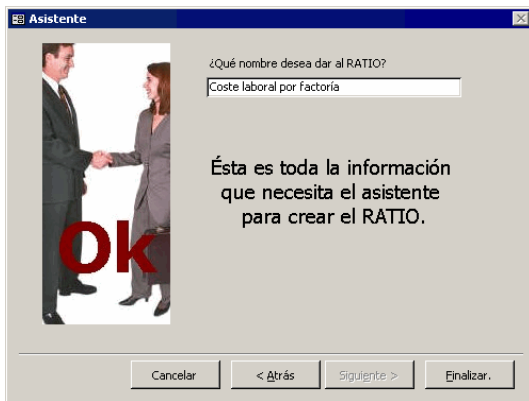 Asistente
¿Qué nombre desea dar al RATIO?
Coste laboral por factoría
Ésta es toda la información
que necesita el asistente
para crear el RATIO.
Ok
Cancelar
< Atrás
Siguiente >
Finalizar.